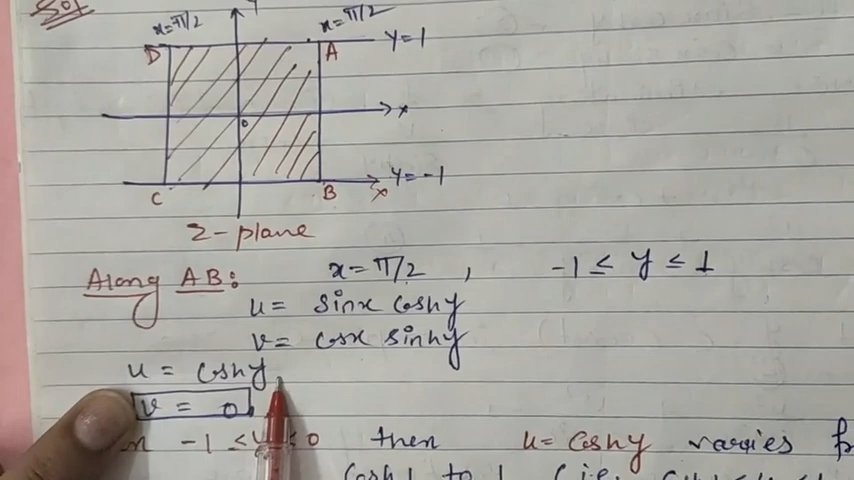 Sol
x=π/2
x=π/2
Y
D
A
Y=1
x
o
C
B
x
Y=-1
z-plane
Along AB: x=π/2 , -1 ≤ y ≤ 1
u= sinx coshy
v= cosx sinhy
u = coshy
v = 0
-1 ≤ y ≤ 0 then u= coshy varies
cosh1 to 1 (i.e.